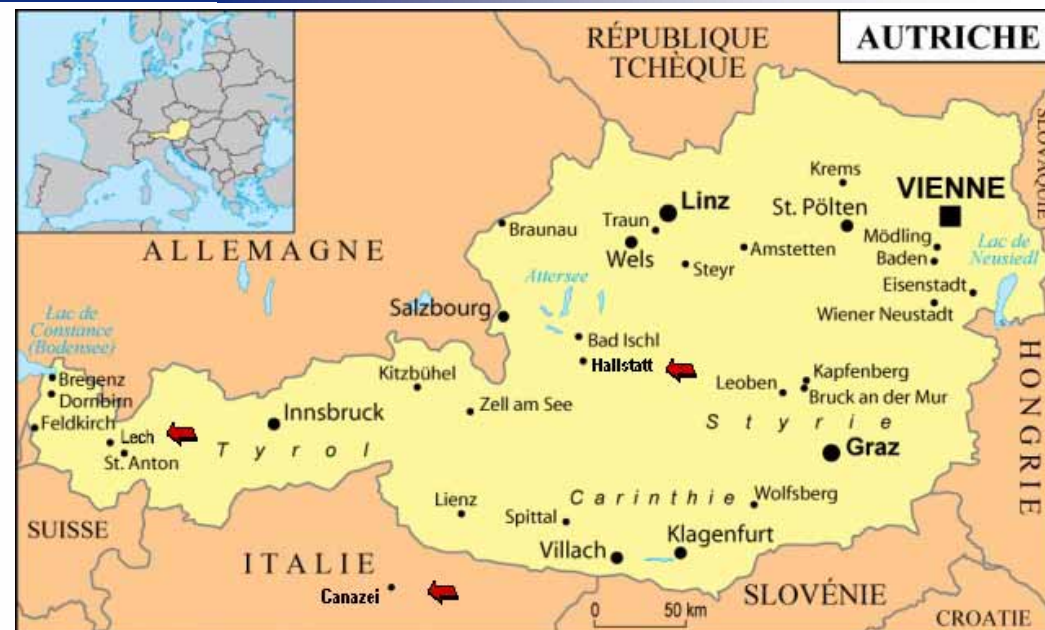 RÉPUBLIQUE
TCHÈQUE
AUTRICHE
SLOVAQUIE
Krems
VIENNE
Linz
St. Pölten
Traun
Braunau
Mödling
Lac de
Neusiedl
ALLEMAGNE
Wels
Amstetten
Baden
Steyr
Attersee
Eisenstadt
Salzbourg
Wiener Neustadt
Lac de
Constance
(Bodensee)
Bad Ischl
Hallstatt
HONGRIE
Bregenz
Kitzbühel
Kapfenberg
Leoben
Dornbirn
Bruck an der Mur
Innsbruck
Zell am See
Feldkirch
Styrie
Lech
Tyrol
Graz
St. Anton
Carinthie
Wolfsberg
Lienz
Spittal
SUISSE
Klagenfurt
Villach
ITALIE
Canazei
SLOVÉNIE
0 50 km
CROATIE